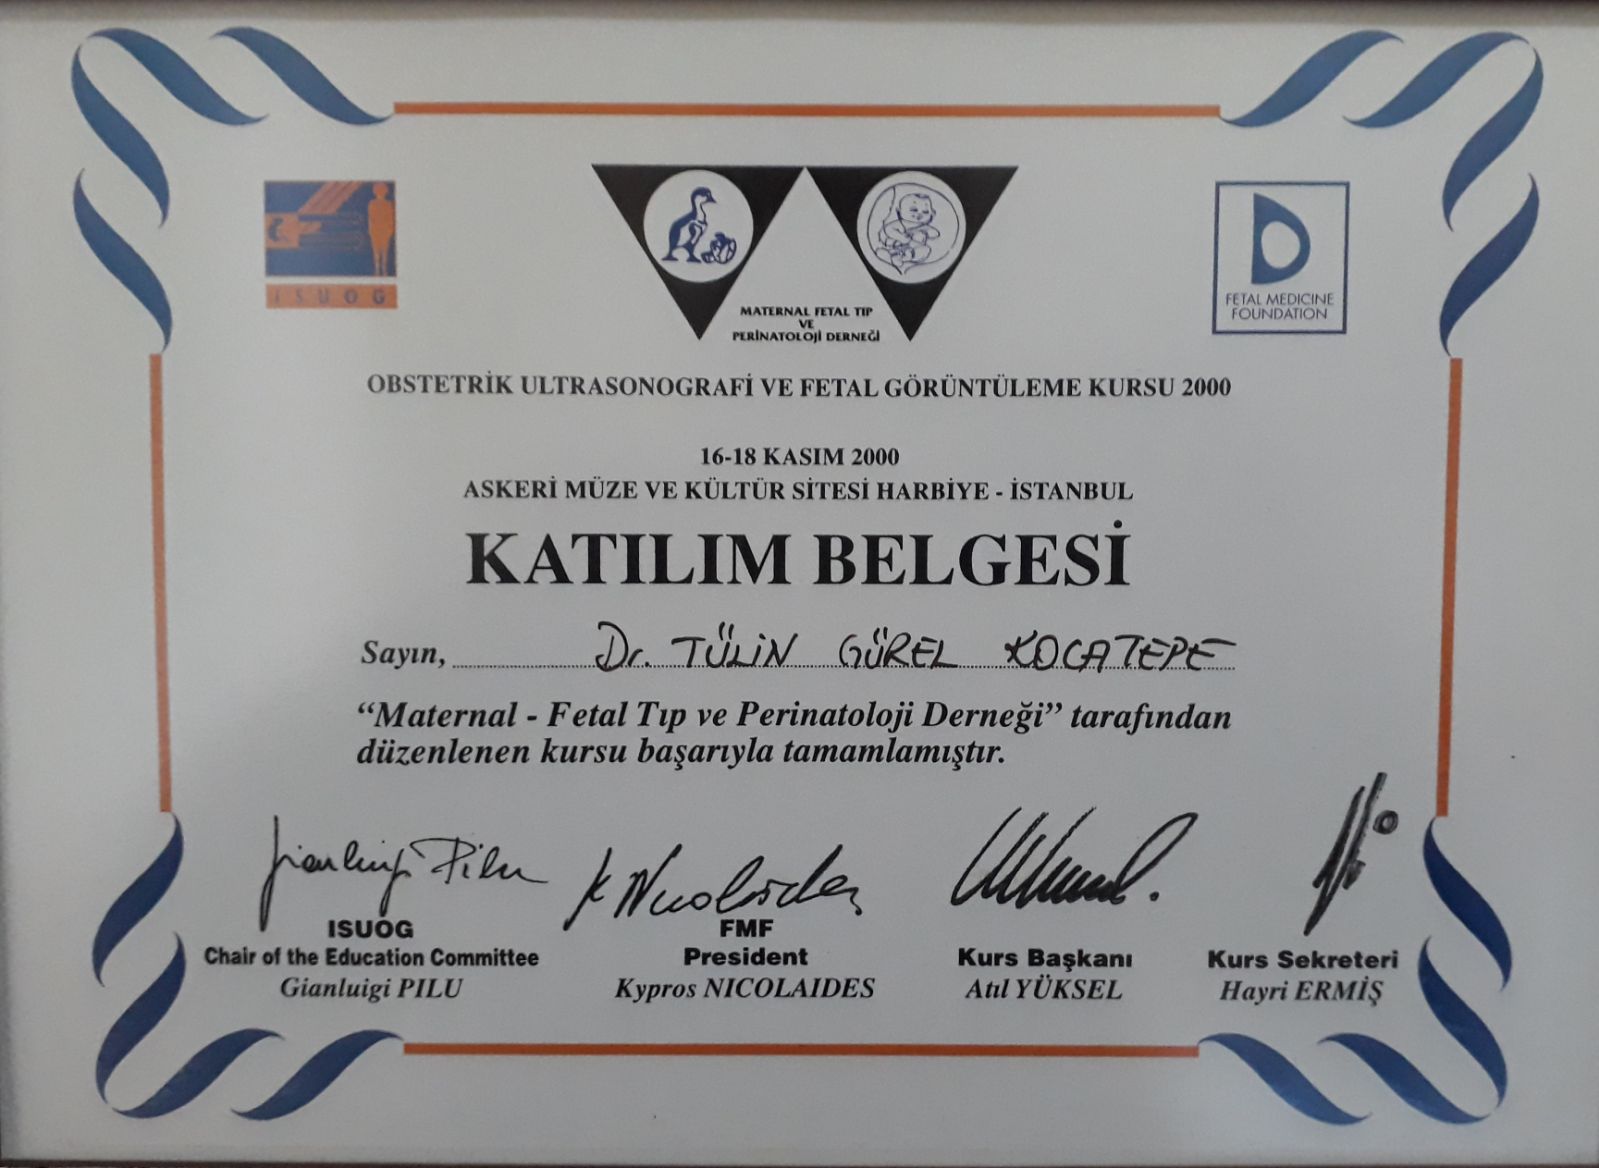 iSUOG
MATERNAL FETAL TIP
VE
PERİNATOLOJİ DERNEĞİ
FETAL MEDICINE
FOUNDATION
OBSTETRİK ULTRASONOGRAFİ VE FETAL GÖRÜNTÜLEME KURSU 2000
16-18 KASIM 2000
ASKERİ MÜZE VE KÜLTÜR SİTESİ HARBİYE - İSTANBUL
KATILIM BELGESİ
Sayın, Dr. TÜLİN GÜREL KOCATEPE
“Maternal - Fetal Tıp ve Perinatoloji Derneği” tarafından
düzenlenen kursu başarıyla tamamlamıştır.
Gianluigi Pilu
K Nicolaides
ISUOG
Chair of the Education Committee
Gianluigi PILU
FMF
President
Kypros NICOLAIDES
Kurs Başkanı
Atıl YÜKSEL
Kurs Sekreteri
Hayri ERMİŞ